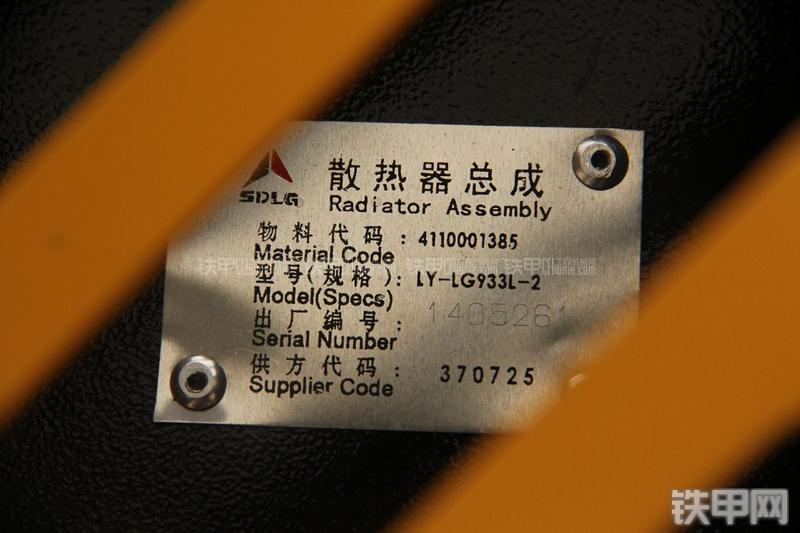 散热器总成
SDLG
Radiator Assembly
物料代码: 4110001385
Material Code
型号(规格): LY-LG933L-2
Model(Specs)
出厂编号: 1405261
Serial Number
供方代码: 370725
Supplier Code
铁甲网